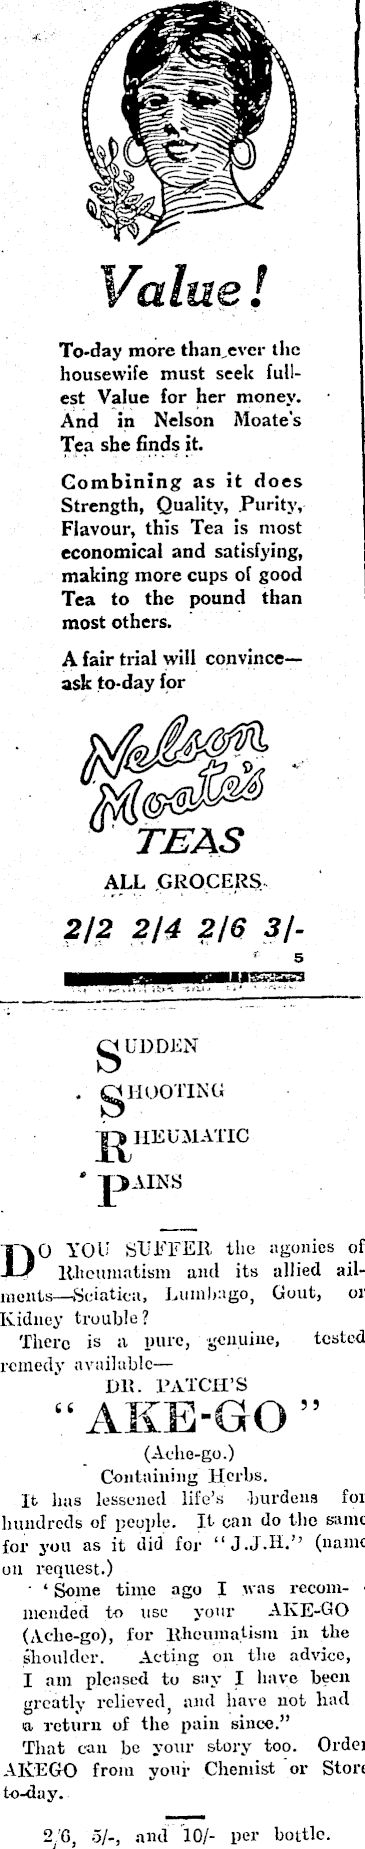 Value!
To-day more than ever the
housewife must seek full-
est Value for her money.
And in Nelson Moate's
Tea she finds it.
Combining as it does
Strength, Quality, Purity,
Flavour, this Tea is most
economical and satisfying,
making more cups of good
Tea to the pound than
most others.
A fair trial will convince—
ask to-day for
Nelson
Moate's
TEAS
ALL GROCERS.
2/2 2/4 2/6 3/-
5
SUDDEN
SHOOTING
RHEUMATIC
PAINS
DO YOU SUFFER the agonies of
Rheumatism and its allied ail-
ments—Sciatica, Lumbago, Gout, or
Kidney trouble?
There is a pure, genuine, tested
remedy available—
DR. PATCH'S
"AKE-GO"
(Ache-go.)
Containing Herbs.
It has lessened life's burdens for
hundreds of people. It can do the same
for you as it did for "J.J.H." (name
on request.)
'Some time ago I was recom-
mended to use your AKE-GO
(Ache-go), for Rheumatism in the
shoulder. Acting on the advice,
I am pleased to say I have been
greatly relieved, and have not had
a return of the pain since."
That can be your story too. Order
AKEGO from your Chemist or Store
to-day.
2/6, 5/-, and 10/- per bottle.